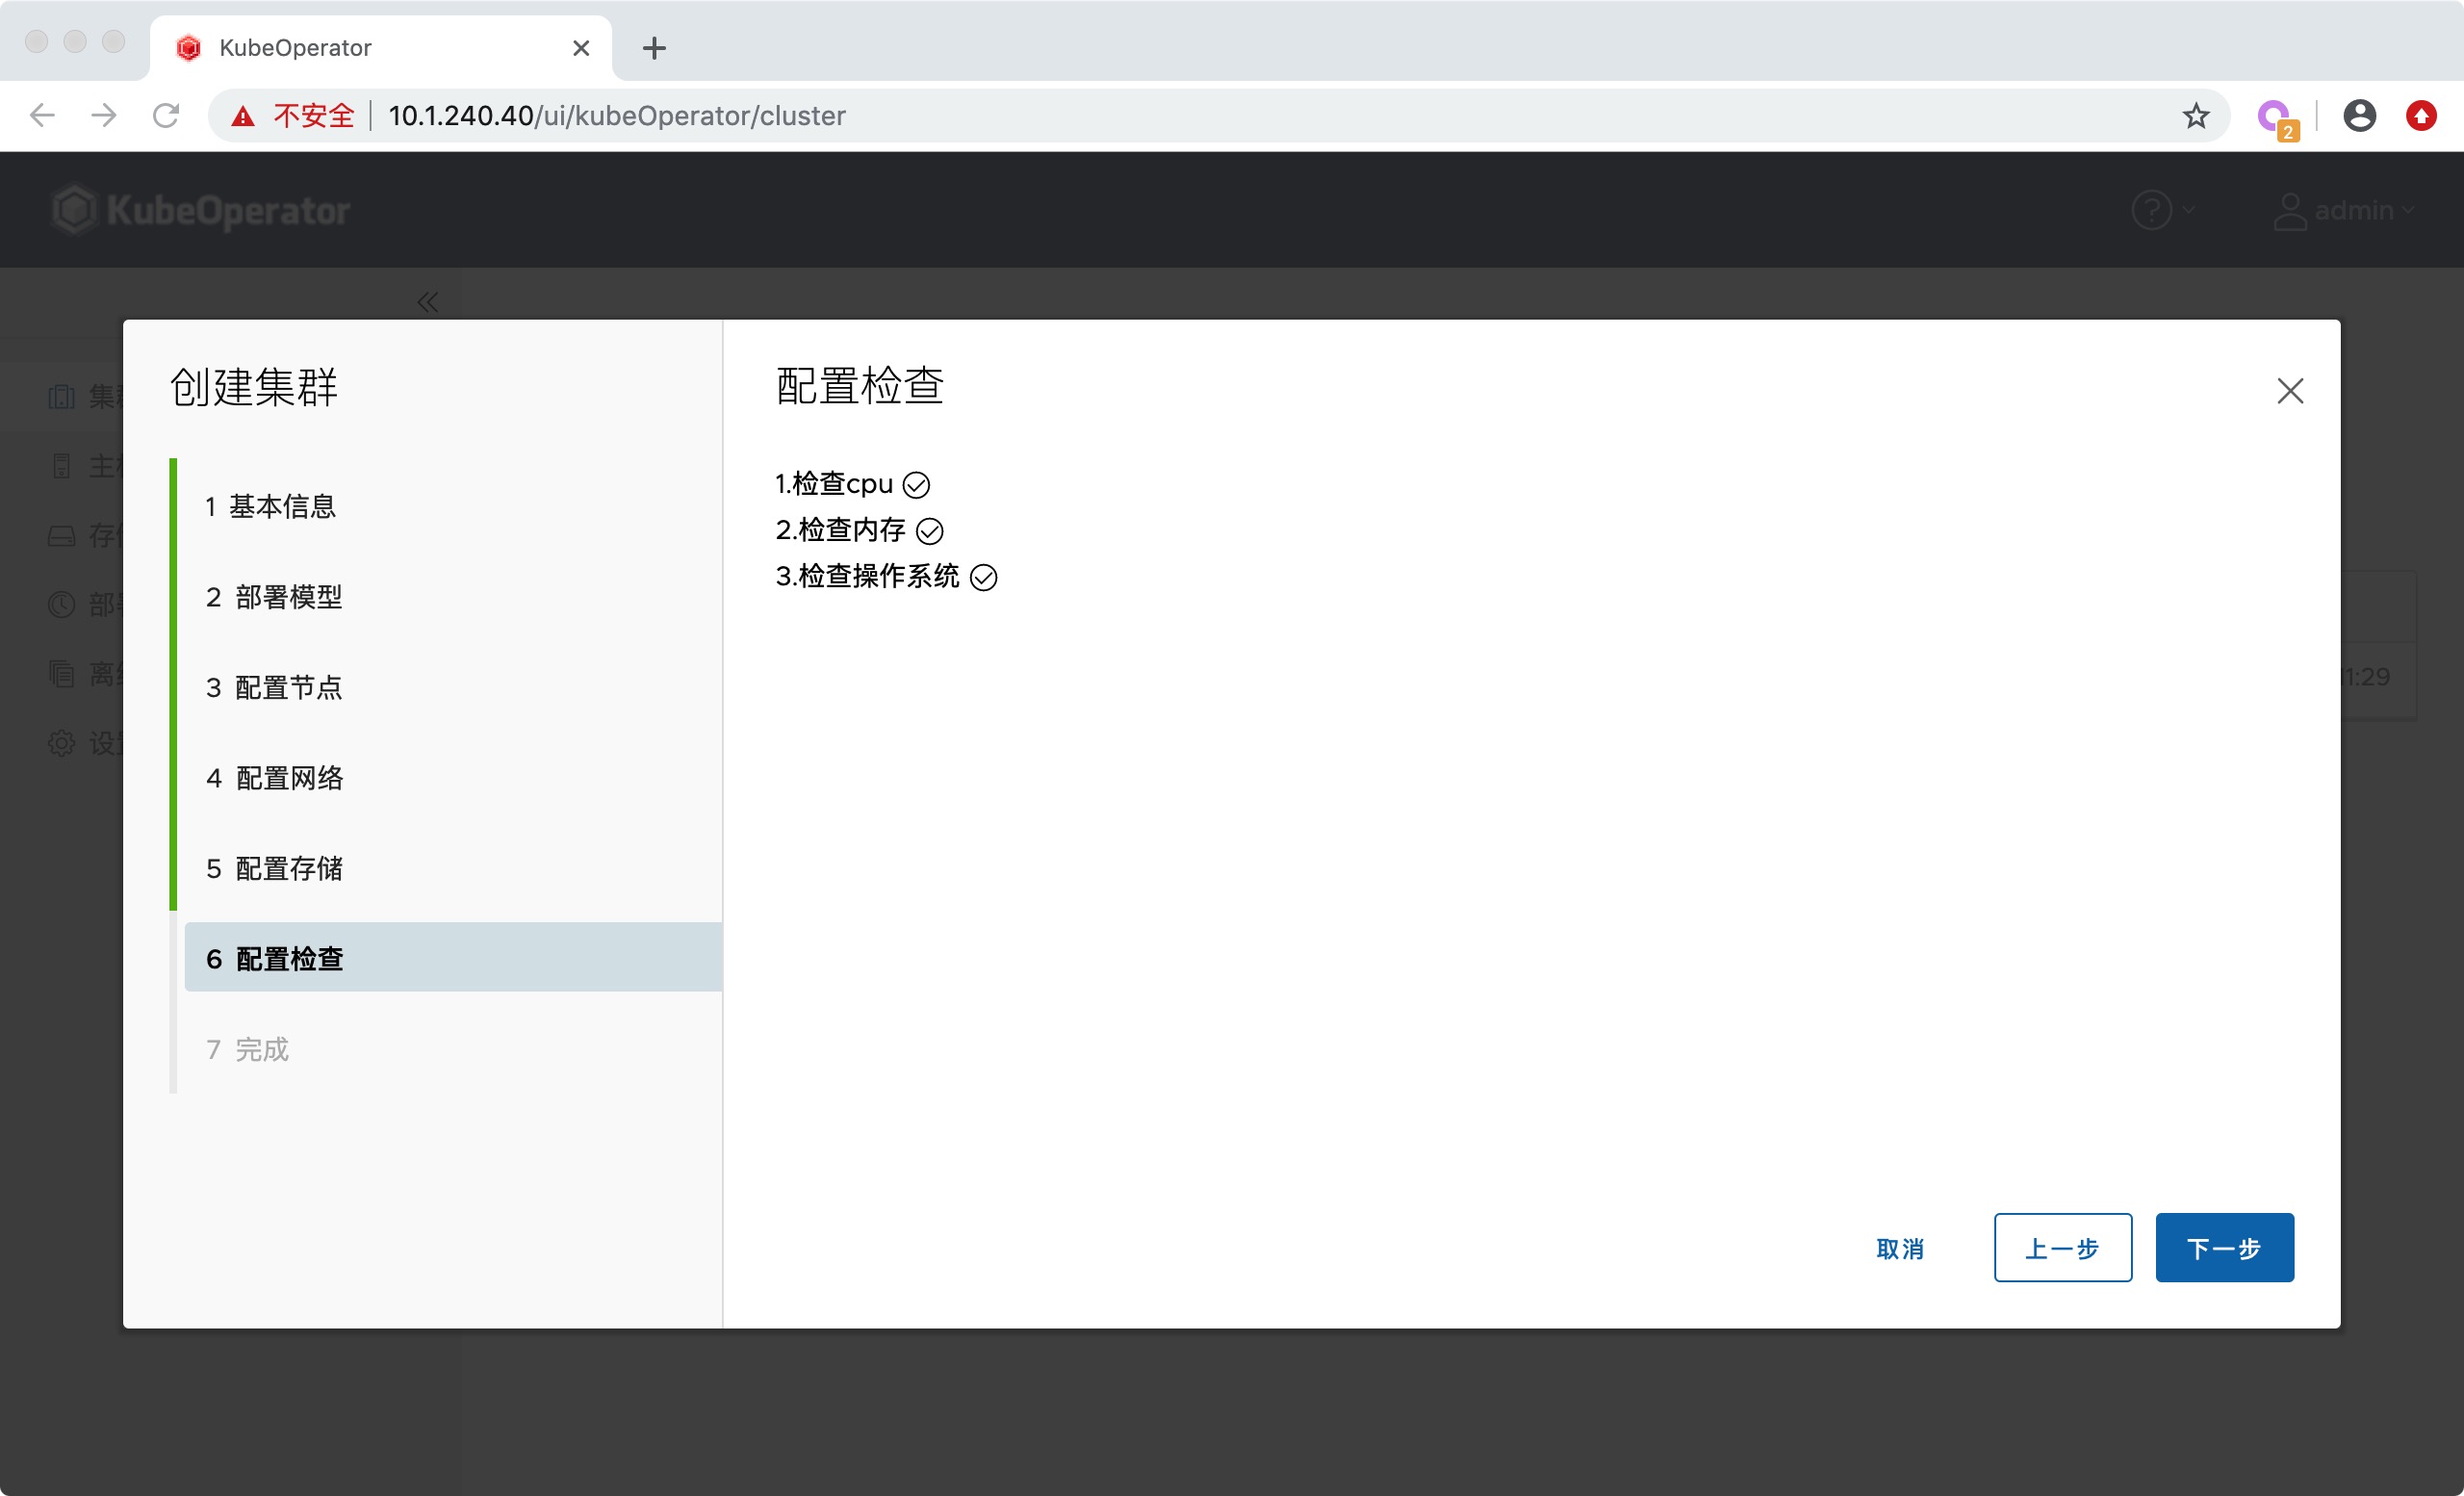 KubeOperator
不安全 10.1.240.40/ui/kubeOperator/cluster
2
KubeOperator
admin
创建集群
1 基本信息
2 部署模型
3 配置节点
4 配置网络
5 配置存储
6 配置检查
7 完成
配置检查
1.检查cpu
2.检查内存
3.检查操作系统
取消
上一步
下一步